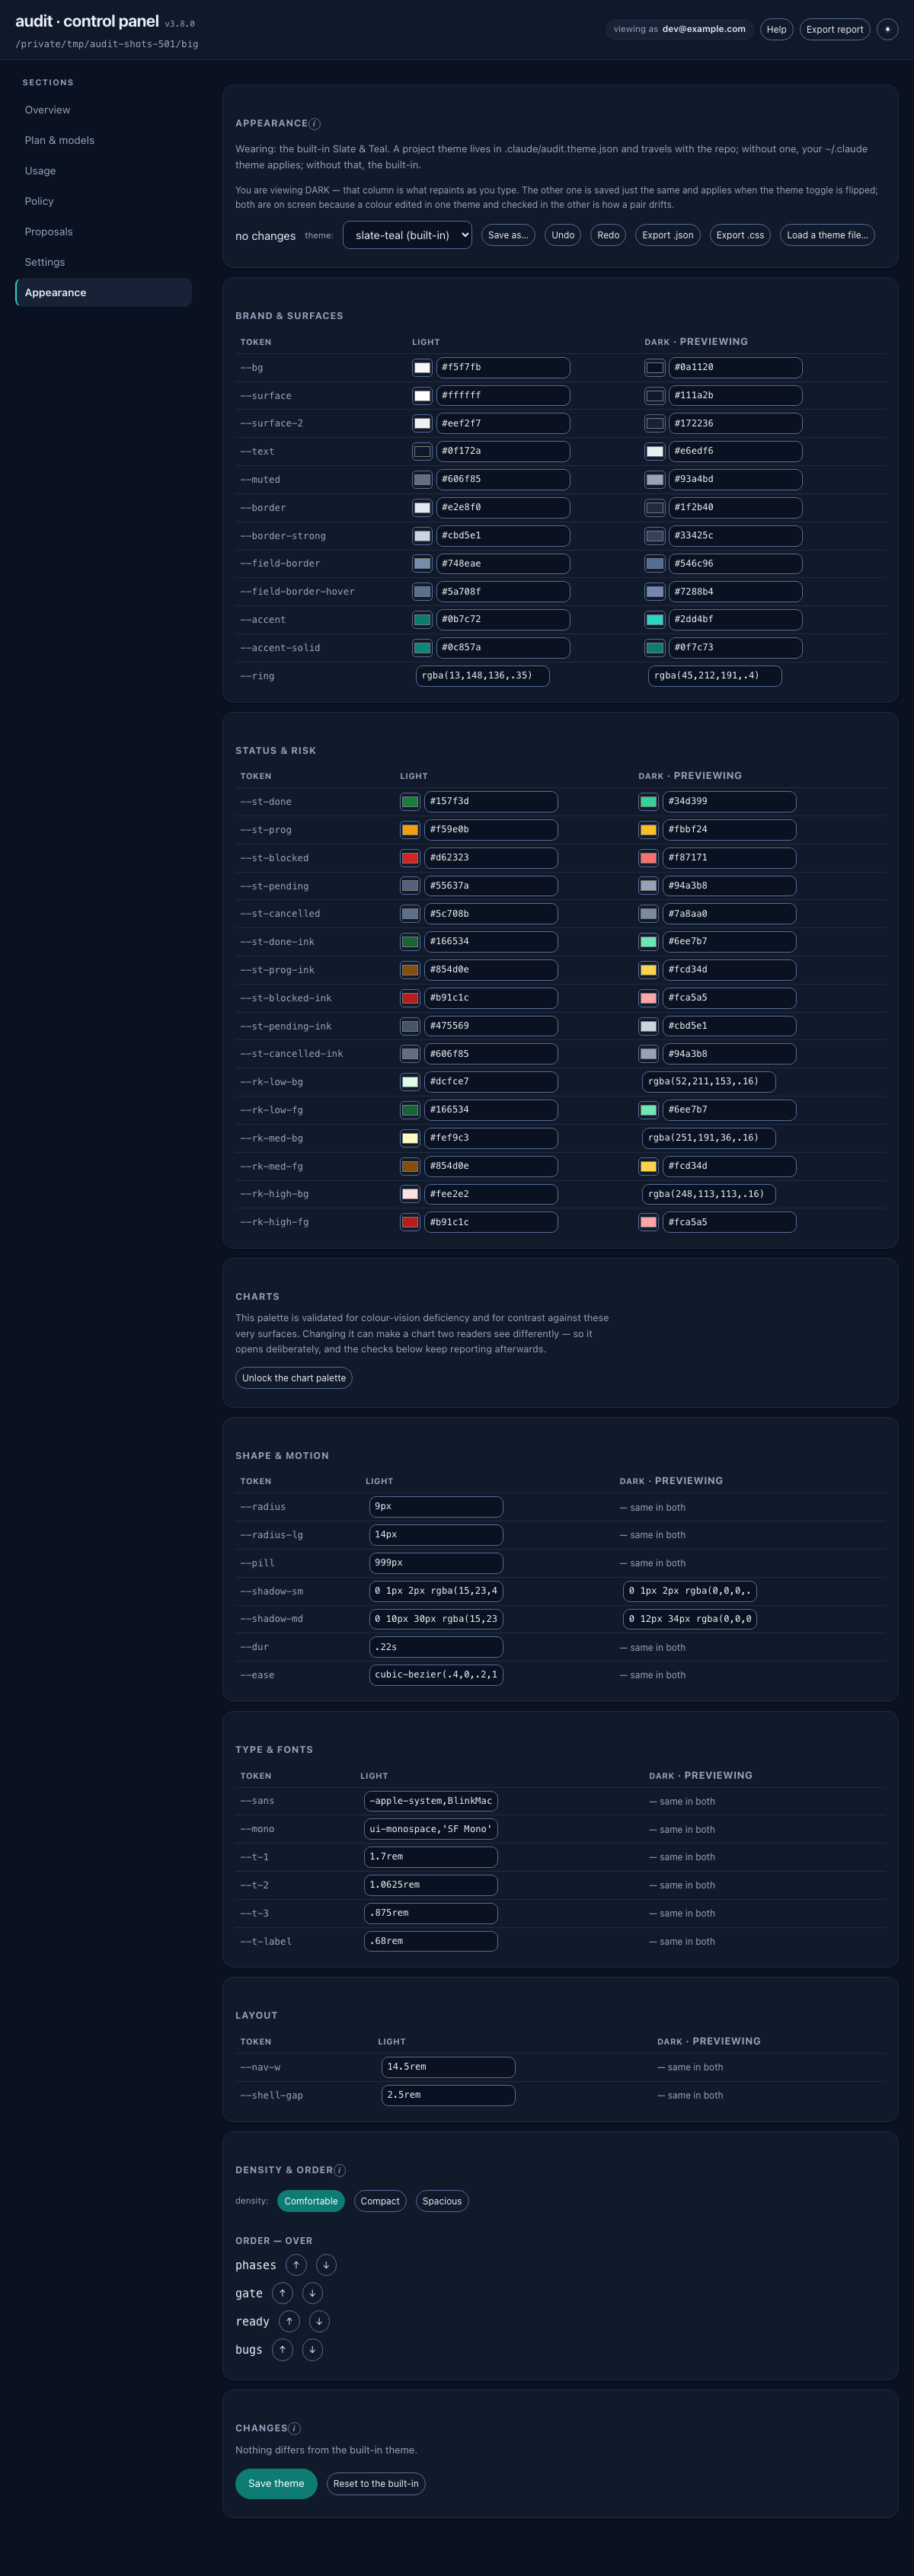 audit · control panel v3.8.0
/private/tmp/audit-shots-501/big
viewing as dev@example.com Help Export report ☀
SECTIONS
Overview
Plan & models
Usage
Policy
Proposals
Settings
Appearance
APPEARANCE i
Wearing: the built-in Slate & Teal. A project theme lives in .claude/audit.theme.json and travels with the repo; without one, your ~/.claude
theme applies; without that, the built-in.
You are viewing DARK — that column is what repaints as you type. The other one is saved just the same and applies when the theme toggle is flipped;
both are on screen because a colour edited in one theme and checked in the other is how a pair drifts.
no changes theme: slate-teal (built-in) Save as… Undo Redo Export .json Export .css Load a theme file…
BRAND & SURFACES
TOKEN LIGHT DARK · PREVIEWING
--bg #f5f7fb #0a1120
--surface #ffffff #111a2b
--surface-2 #eef2f7 #172236
--text #0f172a #e6edf6
--muted #606f85 #93a4bd
--border #e2e8f0 #1f2b40
--border-strong #cbd5e1 #33425c
--field-border #748eae #546c96
--field-border-hover #5a708f #7288b4
--accent #0b7c72 #2dd4bf
--accent-solid #0c857a #0f7c73
--ring rgba(13,148,136,.35) rgba(45,212,191,.4)
STATUS & RISK
TOKEN LIGHT DARK · PREVIEWING
--st-done #157f3d #34d399
--st-prog #f59e0b #fbbf24
--st-blocked #d62323 #f87171
--st-pending #55637a #94a3b8
--st-cancelled #5c708b #7a8aa0
--st-done-ink #166534 #6ee7b7
--st-prog-ink #854d0e #fcd34d
--st-blocked-ink #b91c1c #fca5a5
--st-pending-ink #475569 #cbd5e1
--st-cancelled-ink #606f85 #94a3b8
--rk-low-bg #dcfce7 rgba(52,211,153,.16)
--rk-low-fg #166534 #6ee7b7
--rk-med-bg #fef9c3 rgba(251,191,36,.16)
--rk-med-fg #854d0e #fcd34d
--rk-high-bg #fee2e2 rgba(248,113,113,.16)
--rk-high-fg #b91c1c #fca5a5
CHARTS
This palette is validated for colour-vision deficiency and for contrast against these
very surfaces. Changing it can make a chart two readers see differently — so it
opens deliberately, and the checks below keep reporting afterwards.
Unlock the chart palette
SHAPE & MOTION
TOKEN LIGHT DARK · PREVIEWING
--radius 9px — same in both
--radius-lg 14px — same in both
--pill 999px — same in both
--shadow-sm 0 1px 2px rgba(15,23,4 0 1px 2px rgba(0,0,0,.
--shadow-md 0 10px 30px rgba(15,23 0 12px 34px rgba(0,0,0
--dur .22s — same in both
--ease cubic-bezier(.4,0,.2,1 — same in both
TYPE & FONTS
TOKEN LIGHT DARK · PREVIEWING
--sans -apple-system,BlinkMac — same in both
--mono ui-monospace,'SF Mono' — same in both
--t-1 1.7rem — same in both
--t-2 1.0625rem — same in both
--t-3 .875rem — same in both
--t-label .68rem — same in both
LAYOUT
TOKEN LIGHT DARK · PREVIEWING
--nav-w 14.5rem — same in both
--shell-gap 2.5rem — same in both
DENSITY & ORDER i
density: Comfortable Compact Spacious
ORDER — OVER
phases ↑ ↓
gate ↑ ↓
ready ↑ ↓
bugs ↑ ↓
CHANGES i
Nothing differs from the built-in theme.
Save theme Reset to the built-in